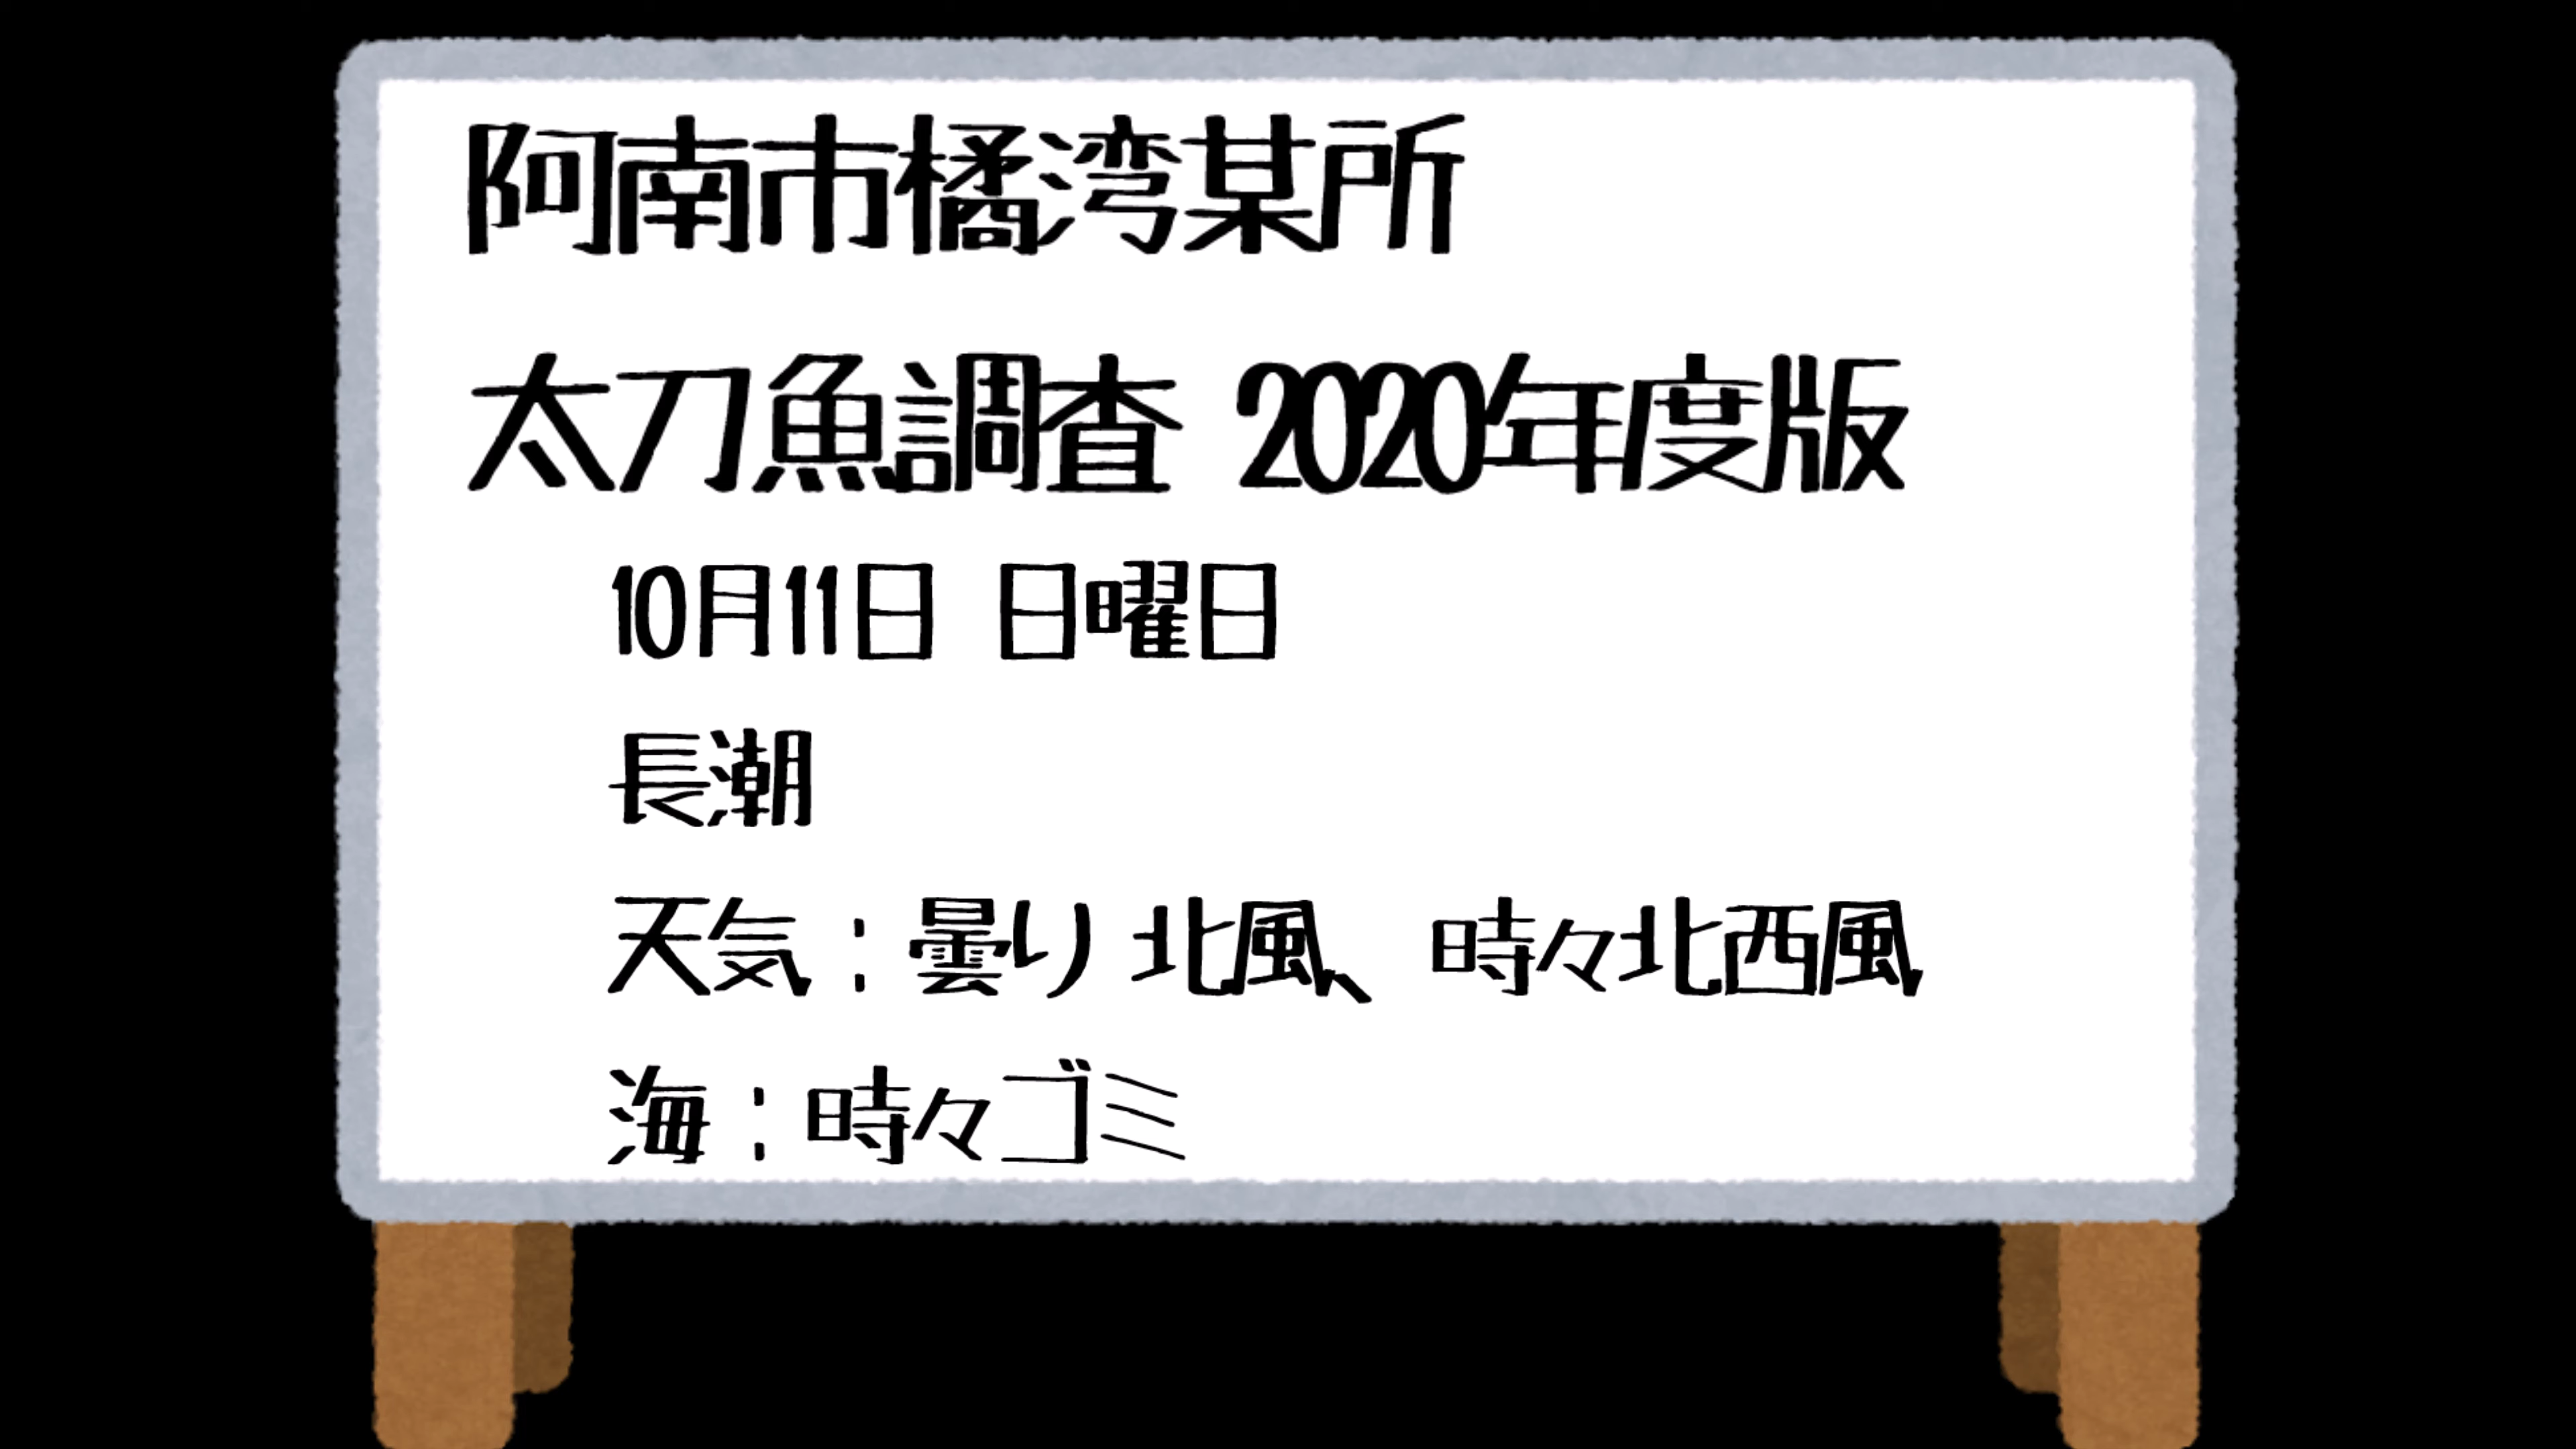 阿南市橘湾某所
太刀魚調査 2020年度版
10月11日 日曜日
長潮
天気：曇り 北風、時々北西風
海：時々ゴミ